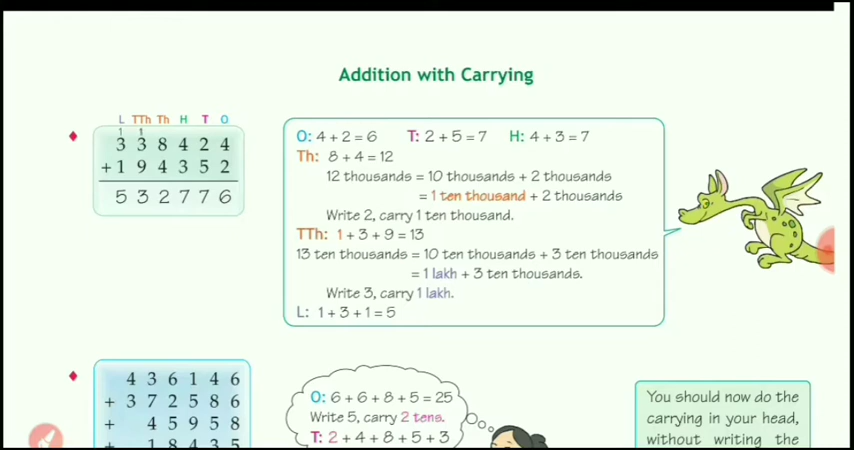 Addition with Carrying
L TTh Th H T O
1 1
3 3 8 4 2 4
+ 1 9 4 3 5 2
5 3 2 7 7 6
O: 4 + 2 = 6 T: 2 + 5 = 7 H: 4 + 3 = 7
Th: 8 + 4 = 12
12 thousands = 10 thousands + 2 thousands
= 1 ten thousand + 2 thousands
Write 2, carry 1 ten thousand.
TTh: 1 + 3 + 9 = 13
13 ten thousands = 10 ten thousands + 3 ten thousands
= 1 lakh + 3 ten thousands.
Write 3, carry 1 lakh.
L: 1 + 3 + 1 = 5
4 3 6 1 4 6
+ 3 7 2 5 8 6
+ 4 5 9 5 8
+ 1 8 4 3 5
O: 6 + 6 + 8 + 5 = 25
Write 5, carry 2 tens.
T: 2 + 4 + 8 + 5 + 3
You should now do the
carrying in your head,
without writing the